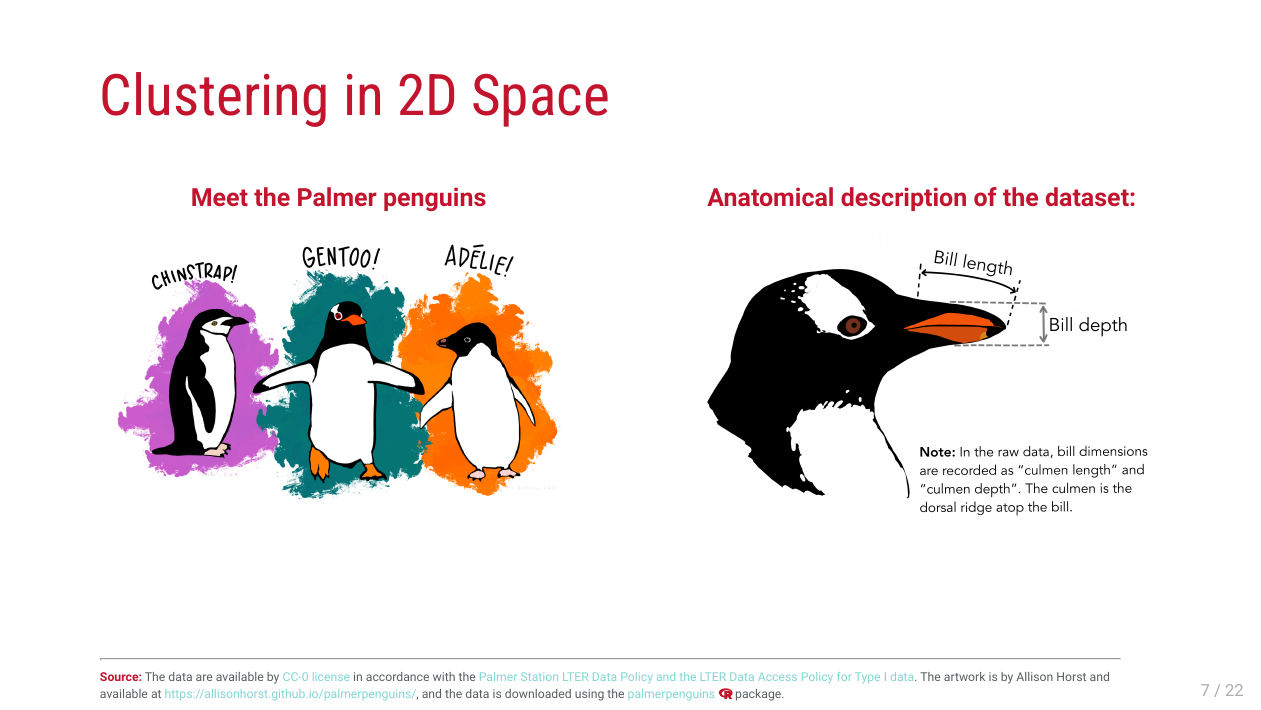 Clustering in 2D Space
Meet the Palmer penguins
CHINSTRAP!
GENTOO!
ADĒLIE!
Anatomical description of the dataset:
Bill length
Bill depth
Note: In the raw data, bill dimensions
are recorded as “culmen length” and
“culmen depth”. The culmen is the
dorsal ridge atop the bill.
Source: The data are available by CC-0 license in accordance with the Palmer Station LTER Data Policy and the LTER Data Access Policy for Type I data. The artwork is by Allison Horst and
available at https://allisonhorst.github.io/palmerpenguins/, and the data is downloaded using the palmerpenguins R package.
7 / 22